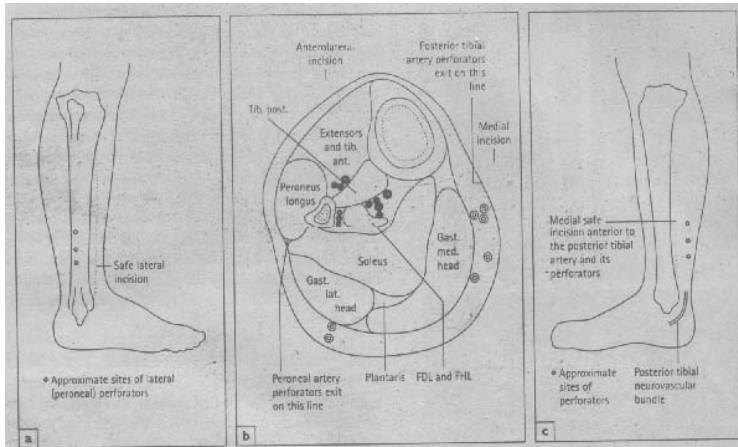 Safe lateral
incision
Approximate sites of lateral
(peroneal) perforators
a
Anterolateral
incision
Posterior tibial
artery perforators
exit on this
line
Tib. post.
Medial
incision
Extensors
and tib.
ant.
Peroneus
longus
Gast.
med.
head
Soleus
Gast.
lat.
head
Peroneal artery
perforators exit
on this line
Plantaris
FDL and FHL
b
Medial safe
incision anterior to
the posterior tibial
artery and its
perforators
Approximate
sites of
perforators
Posterior tibial
neurovascular
bundle
c